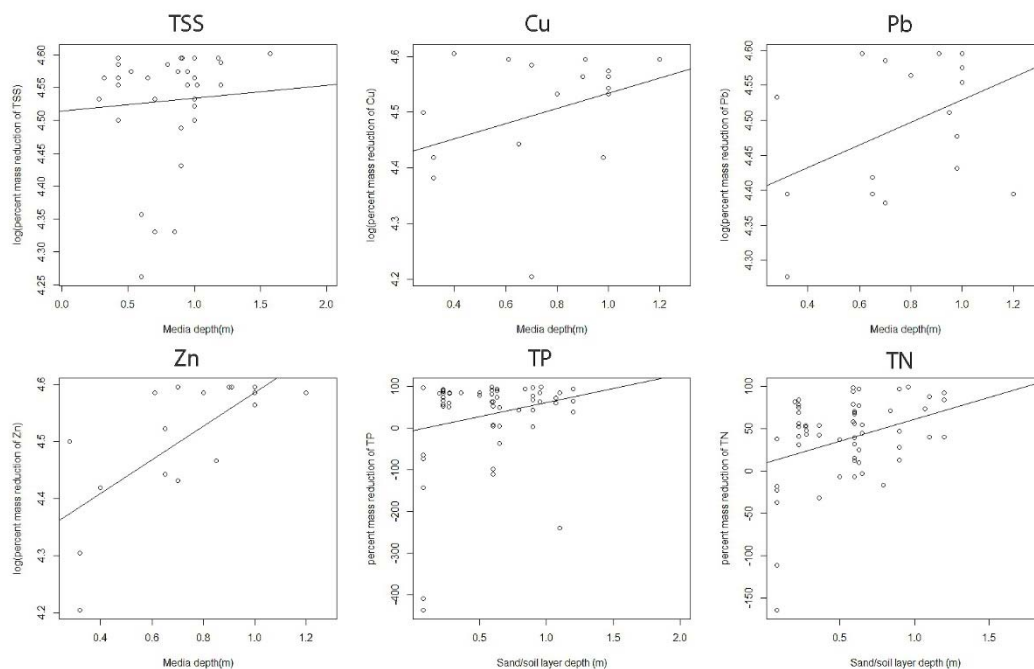 TSS
Cu
Pb
log(percent mass reduction of TSS)
4.25 4.30 4.35 4.40 4.45 4.50 4.55 4.60
0.0 0.5 1.0 1.5 2.0
Media depth(m)
log(percent mass reduction of Cu)
4.2 4.3 4.4 4.5 4.6
0.4 0.6 0.8 1.0 1.2
Media depth(m)
log(percent mass reduction of Pb)
4.30 4.35 4.40 4.45 4.50 4.55 4.60
0.4 0.6 0.8 1.0 1.2
Media depth(m)
Zn
TP
TN
log(percent mass reduction of Zn)
4.2 4.3 4.4 4.5 4.6
0.4 0.6 0.8 1.0 1.2
Media depth(m)
percent mass reduction of TP
-400 -300 -200 -100 0 100
0.5 1.0 1.5 2.0
Sand/soil layer depth (m)
percent mass reduction of TN
-150 -100 -50 0 50 100
0.5 1.0 1.5
Sand/soil layer depth (m)